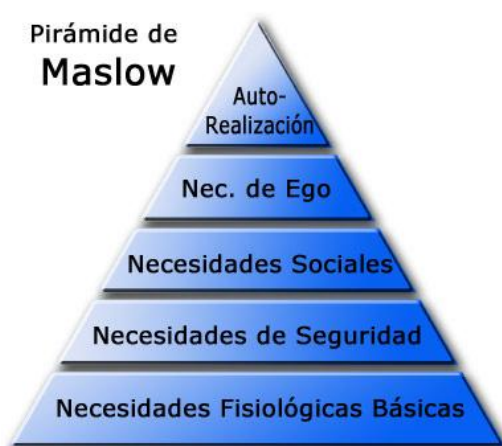 Pirámide de
Maslow
Auto-
Realización
Nec. de Ego
Necesidades Sociales
Necesidades de Seguridad
Necesidades Fisiológicas Básicas